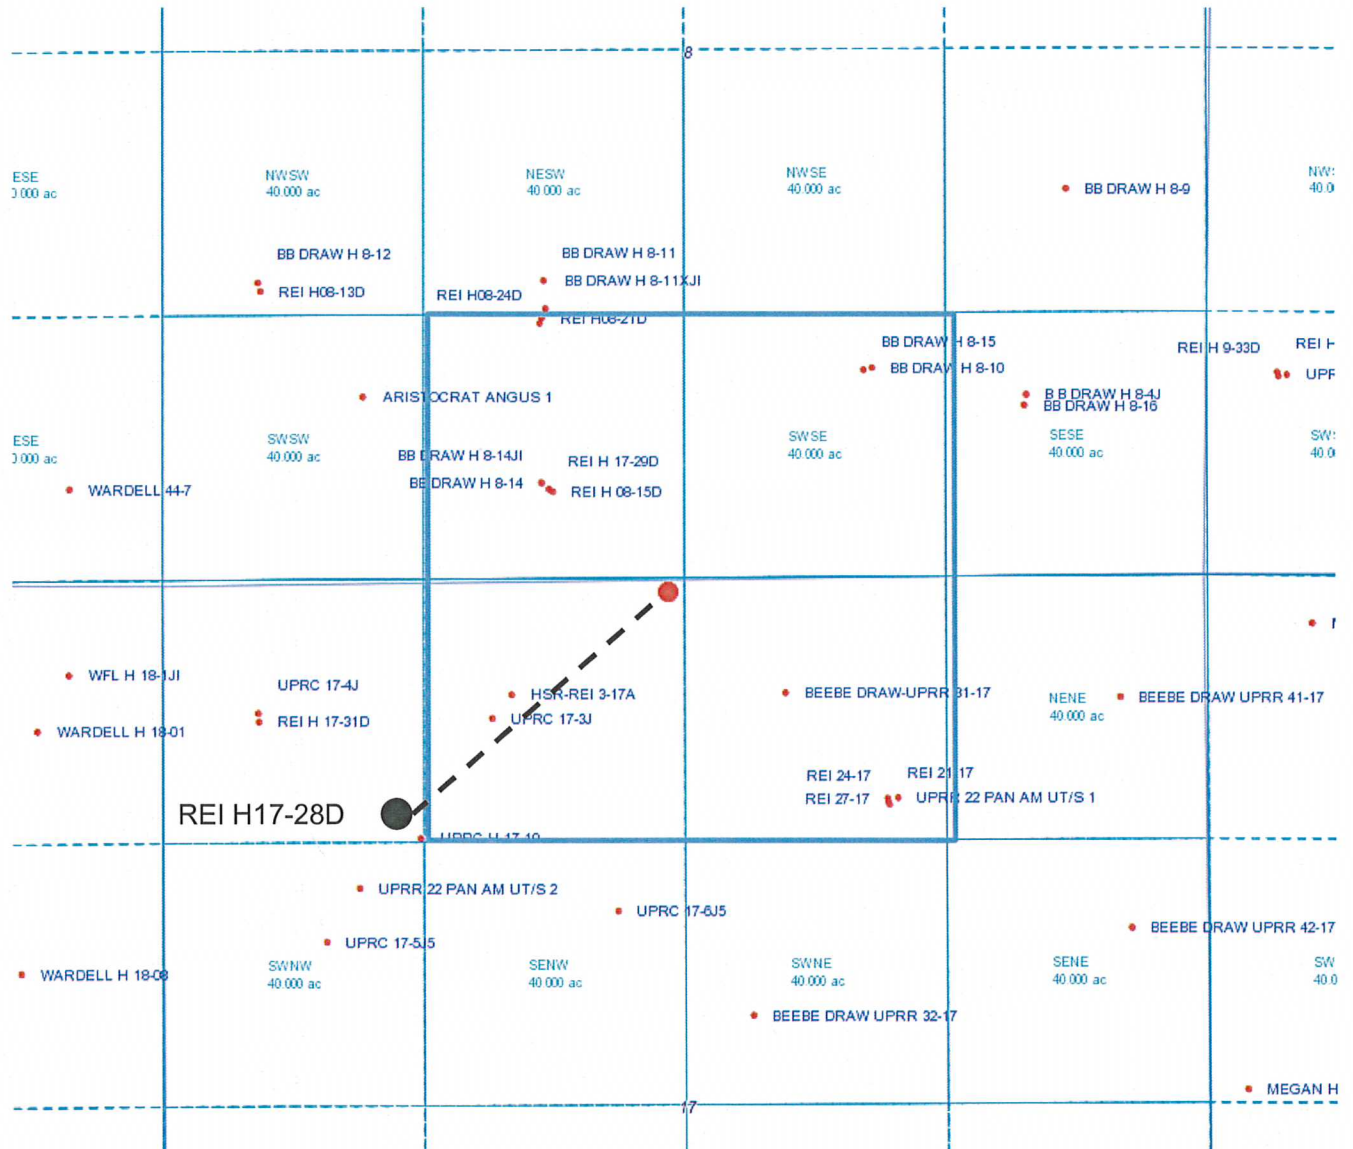 8
ESE
NWSW
40.000 ac
NESW
40.000 ac
NWSE
40.000 ac
BB DRAW H 8-9
BB DRAW H 8-12
REI H08-13D
BB DRAW H 8-11
BB DRAW H 8-11XJI
REI H08-24D
REI H08-21D
BB DRAW H 8-15
BB DRAW H 8-10
REI H 9-33D
REI H
UPF
B B DRAW H 8-4J
BB DRAW H 8-16
ARISTOCRAT ANGUS 1
ESE
SWSW
40.000 ac
BB DRAW H 8-14JI
BB DRAW H 8-14
REI H 17-29D
REI H 08-15D
SWSE
40.000 ac
SESE
40.000 ac
WARDELL 44-7
WFL H 18-1JI
WARDELL H 18-01
UPRC 17-4J
REI H 17-31D
HSR-REI 3-17A
UPRC 17-3J
BEEBE DRAW-UPRR 31-17
NENE
40.000 ac
BEEBE DRAW UPRR 41-17
REI 24-17
REI 21-17
REI 27-17
UPRR 22 PAN AM UT/S 1
REI H17-28D
UPRC H 17-19
UPRR 22 PAN AM UT/S 2
UPRC 17-6J5
UPRC 17-5J5
BEEBE DRAW UPRR 42-17
WARDELL H 18-08
SWNW
40.000 ac
SENW
40.000 ac
SWNE
40.000 ac
SENE
40.000 ac
SW
40.0
BEEBE DRAW UPRR 32-17
MEGAN H
17